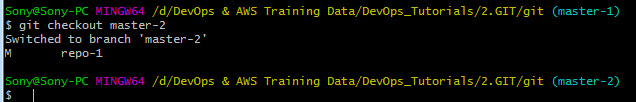 Sony@Sony-PC MINGW64 /d/DevOps & AWS Training Data/DevOps_Tutorials/2.GIT/git (master-1)
$ git checkout master-2
Switched to branch 'master-2'
M       repo-1
Sony@Sony-PC MINGW64 /d/DevOps & AWS Training Data/DevOps_Tutorials/2.GIT/git (master-2)
$